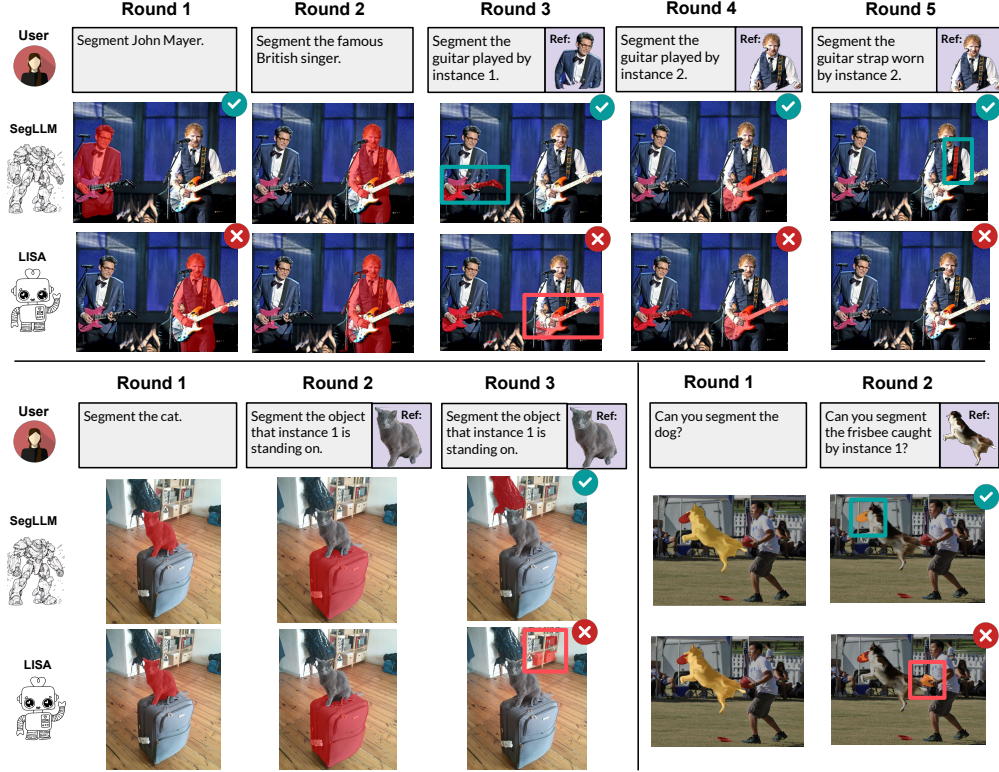 Round 1
Round 2
Round 3
Round 4
Round 5
User
Segment John Mayer.
Segment the famous
British singer.
Segment the
guitar played by
instance 1.
Ref:
Segment the
guitar played by
instance 2.
Ref:
Segment the
guitar strap worn
by instance 2.
Ref:
SegLLM
LISA
Round 1
Round 2
Round 3
User
Segment the cat.
Segment the object
that instance 1 is
standing on.
Ref:
Segment the object
that instance 1 is
standing on.
Ref:
SegLLM
LISA
Round 1
Round 2
Can you segment the
dog?
Can you segment
the frisbee caught
by instance 1?
Ref: